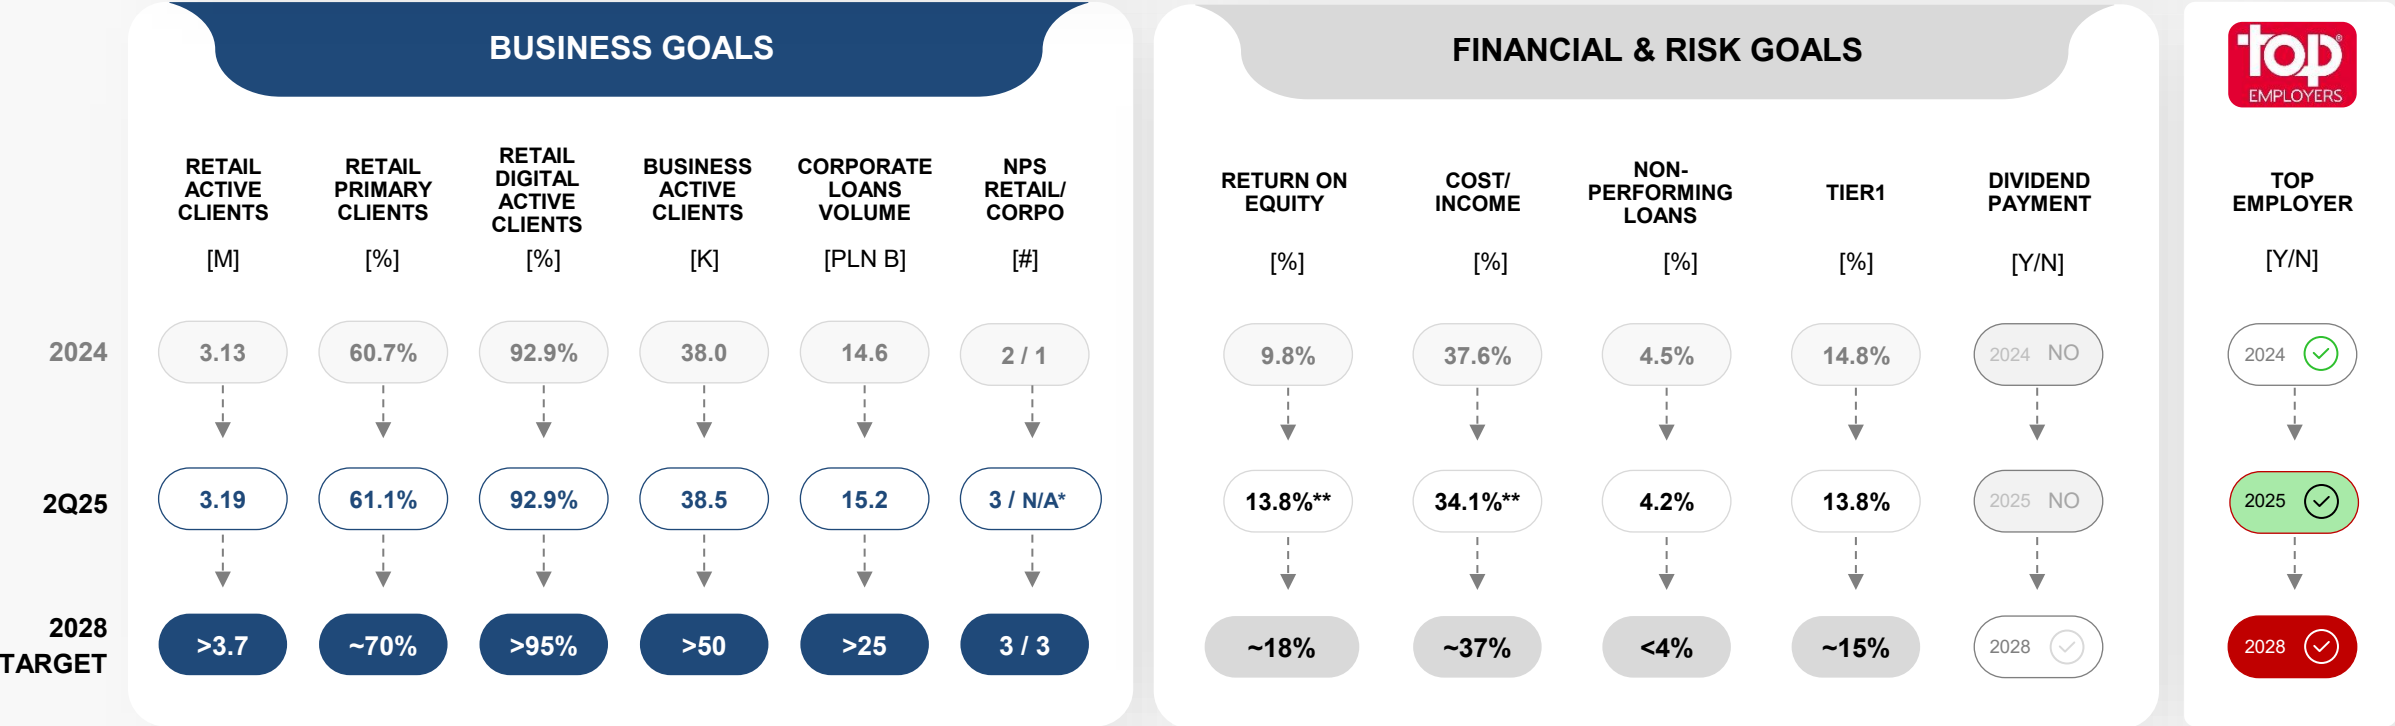 BUSINESS GOALS
FINANCIAL & RISK GOALS
top®
EMPLOYERS
RETAIL
ACTIVE
CLIENTS
[M]
RETAIL
PRIMARY
CLIENTS
[%]
RETAIL
DIGITAL
ACTIVE
CLIENTS
[%]
BUSINESS
ACTIVE
CLIENTS
[K]
CORPORATE
LOANS
VOLUME
[PLN B]
NPS
RETAIL/
CORPO
[#]
RETURN ON
EQUITY
[%]
COST/
INCOME
[%]
NON-
PERFORMING
LOANS
[%]
TIER1
[%]
DIVIDEND
PAYMENT
[Y/N]
TOP
EMPLOYER
[Y/N]
2024 3.13 60.7% 92.9% 38.0 14.6 2 / 1 9.8% 37.6% 4.5% 14.8% 2024 NO 2024
2Q25 3.19 61.1% 92.9% 38.5 15.2 3 / N/A* 13.8%** 34.1%** 4.2% 13.8% 2025 NO 2025
2028
TARGET >3.7 ~70% >95% >50 >25 3 / 3 ~18% ~37% <4% ~15% 2028 2028